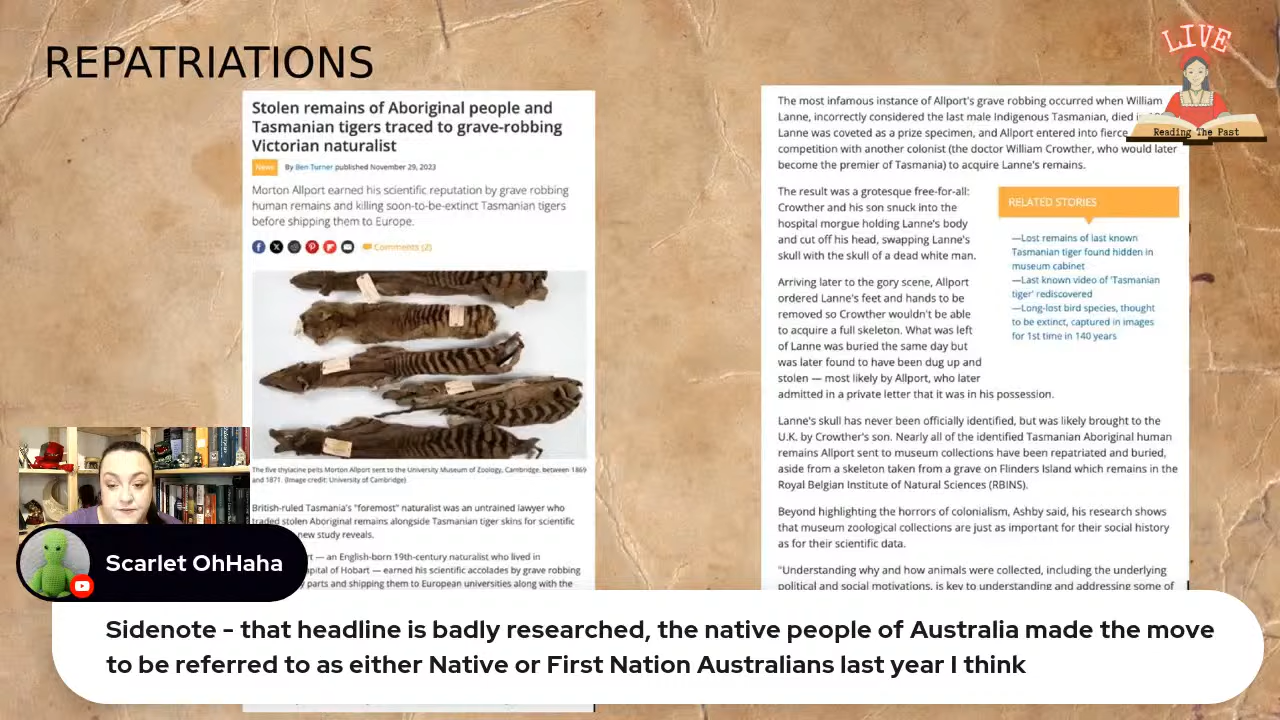 REPATRIATIONS
LIVE
Reading The Past
Stolen remains of Aboriginal people and
Tasmanian tigers traced to grave-robbing
Victorian naturalist
News By Ben Turner published November 29, 2023
Morton Allport earned his scientific reputation by grave robbing
human remains and killing soon-to-be-extinct Tasmanian tigers
before shipping them to Europe.
Comments (2)
The five thylacine pelts Morton Allport sent to the University Museum of Zoology, Cambridge, between 1869
and 1871. (Image credit: University of Cambridge)
British-ruled Tasmania's "foremost" naturalist was an untrained lawyer who
traded stolen Aboriginal remains alongside Tasmanian tiger skins for scientific
new study reveals.
— an English-born 19th-century naturalist who lived in
of Hobart — earned his scientific accolades by grave robbing
parts and shipping them to European universities along with the
The most infamous instance of Allport's grave robbing occurred when William
Lanne, incorrectly considered the last male Indigenous Tasmanian, died in
Lanne was coveted as a prize specimen, and Allport entered into fierce
competition with another colonist (the doctor William Crowther, who would later
become the premier of Tasmania) to acquire Lanne's remains.
The result was a grotesque free-for-all:
Crowther and his son snuck into the
hospital morgue holding Lanne's body
and cut off his head, swapping Lanne's
skull with the skull of a dead white man.
Arriving later to the gory scene, Allport
ordered Lanne's feet and hands to be
removed so Crowther wouldn't be able
to acquire a full skeleton. What was left
of Lanne was buried the same day but
was later found to have been dug up and
stolen — most likely by Allport, who later
admitted in a private letter that it was in his possession.
RELATED STORIES
—Lost remains of last known
Tasmanian tiger found hidden in
museum cabinet
—Last known video of 'Tasmanian
tiger' rediscovered
—Long-lost bird species, thought
to be extinct, captured in images
for 1st time in 140 years
Lanne's skull has never been officially identified, but was likely brought to the
U.K. by Crowther's son. Nearly all of the identified Tasmanian Aboriginal human
remains Allport sent to museum collections have been repatriated and buried,
aside from a skeleton taken from a grave on Flinders Island which remains in the
Royal Belgian Institute of Natural Sciences (RBINS).
Beyond highlighting the horrors of colonialism, Ashby said, his research shows
that museum zoological collections are just as important for their social history
as for their scientific data.
"Understanding why and how animals were collected, including the underlying
political and social motivations, is key to understanding and addressing some of
Scarlet OhHaha
Sidenote - that headline is badly researched, the native people of Australia made the move
to be referred to as either Native or First Nation Australians last year I think